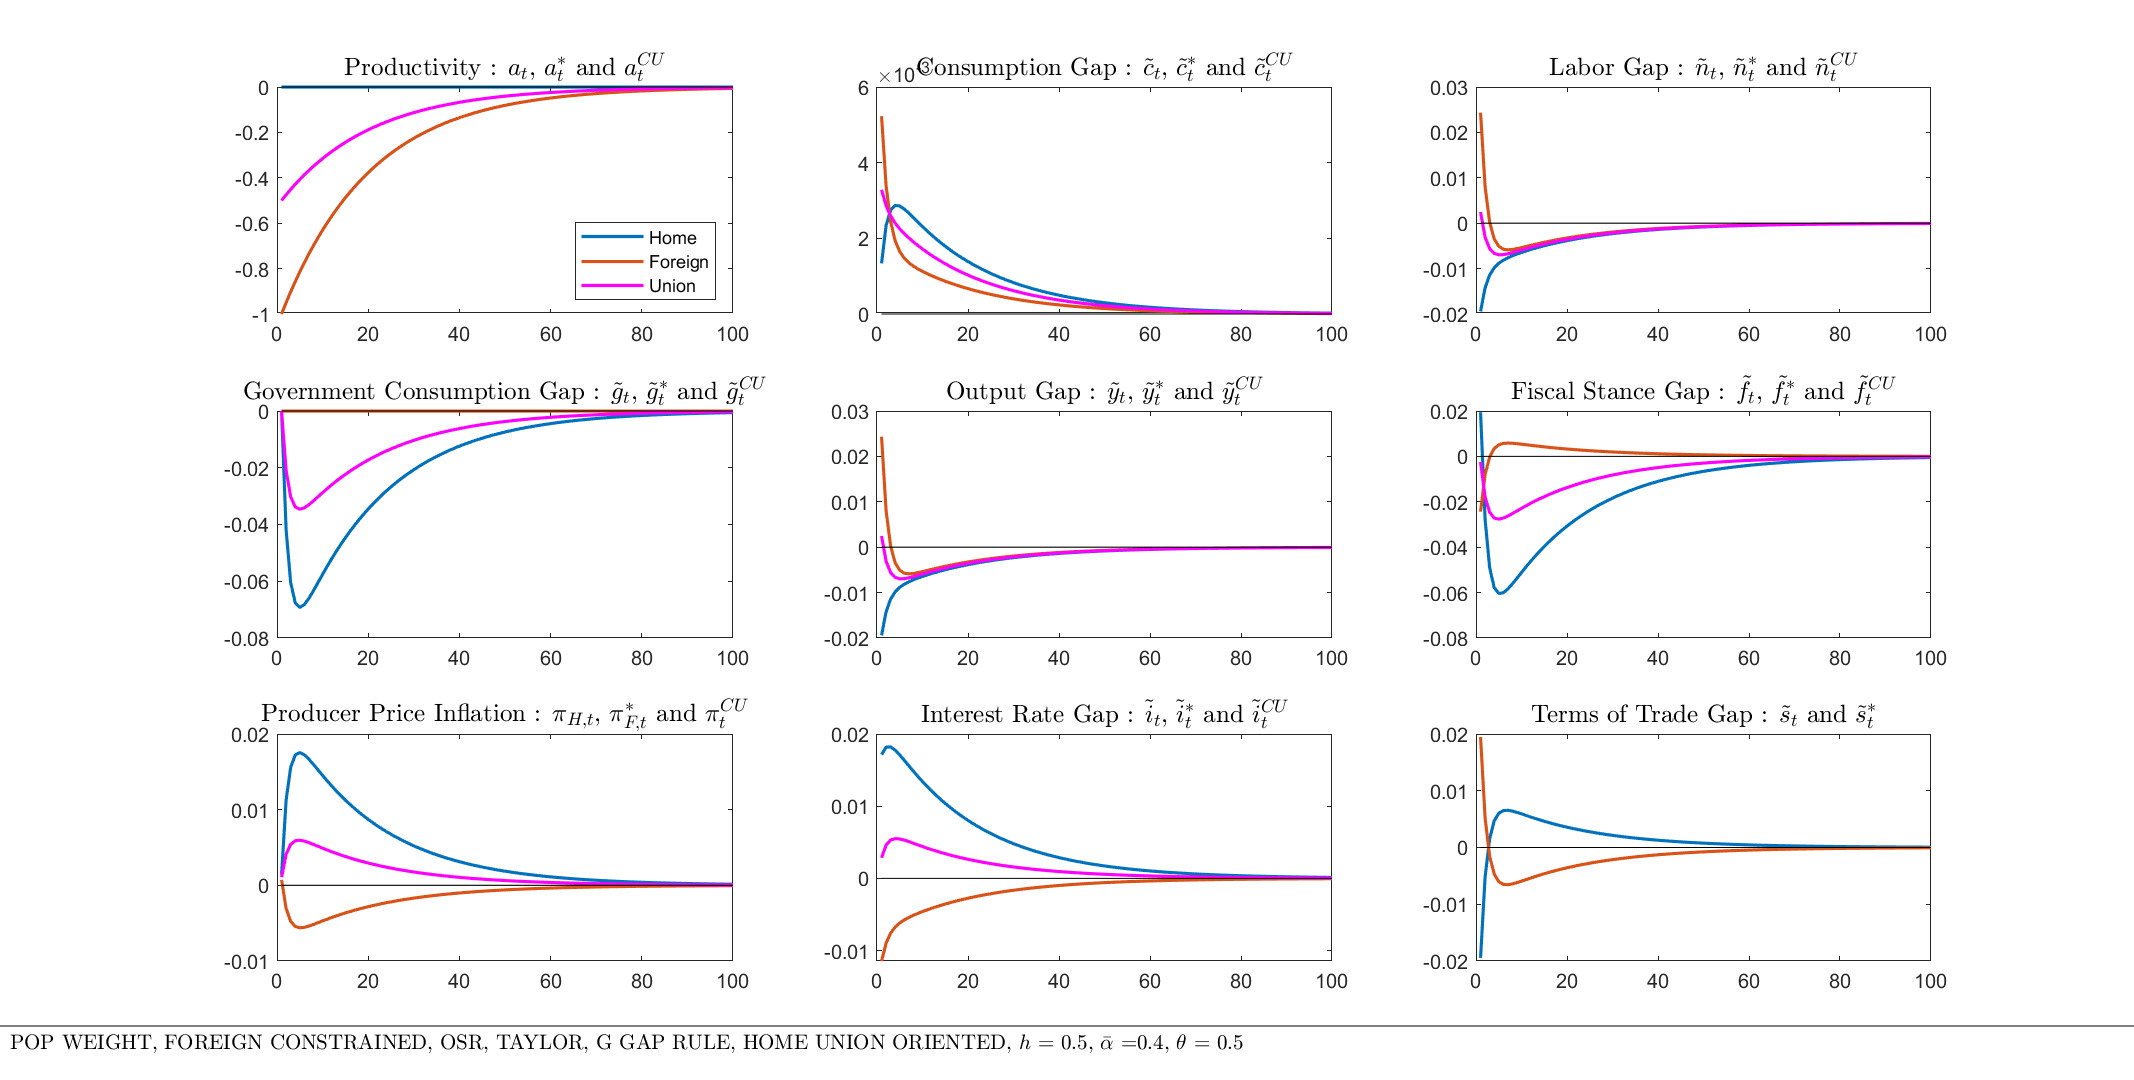 Productivity : a_t, a_t^* and a_t^{CU}
0
-0.2
-0.4
-0.6
-0.8
-1
0 20 40 60 80 100
Home
Foreign
Union
×10^{-3}
Consumption Gap : c̃_t, c̃_t^* and c̃_t^{CU}
6
4
2
0
0 20 40 60 80 100
Labor Gap : ñ_t, ñ_t^* and ñ_t^{CU}
0.03
0.02
0.01
0
-0.01
-0.02
0 20 40 60 80 100
Government Consumption Gap : g̃_t, g̃_t^* and g̃_t^{CU}
0
-0.02
-0.04
-0.06
-0.08
0 20 40 60 80 100
Output Gap : ỹ_t, ỹ_t^* and ỹ_t^{CU}
0.03
0.02
0.01
0
-0.01
-0.02
0 20 40 60 80 100
Fiscal Stance Gap : f̃_t, f̃_t^* and f̃_t^{CU}
0.02
0
-0.02
-0.04
-0.06
-0.08
0 20 40 60 80 100
Producer Price Inflation : π_{H,t}, π_{F,t}^* and π_t^{CU}
0.02
0.01
0
-0.01
0 20 40 60 80 100
Interest Rate Gap : ĩ_t, ĩ_t^* and ĩ_t^{CU}
0.02
0.01
0
-0.01
0 20 40 60 80 100
Terms of Trade Gap : s̃_t and s̃_t^*
0.02
0.01
0
-0.01
-0.02
0 20 40 60 80 100
POP WEIGHT, FOREIGN CONSTRAINED, OSR, TAYLOR, G GAP RULE, HOME UNION ORIENTED, h = 0.5, ᾱ =0.4, θ = 0.5